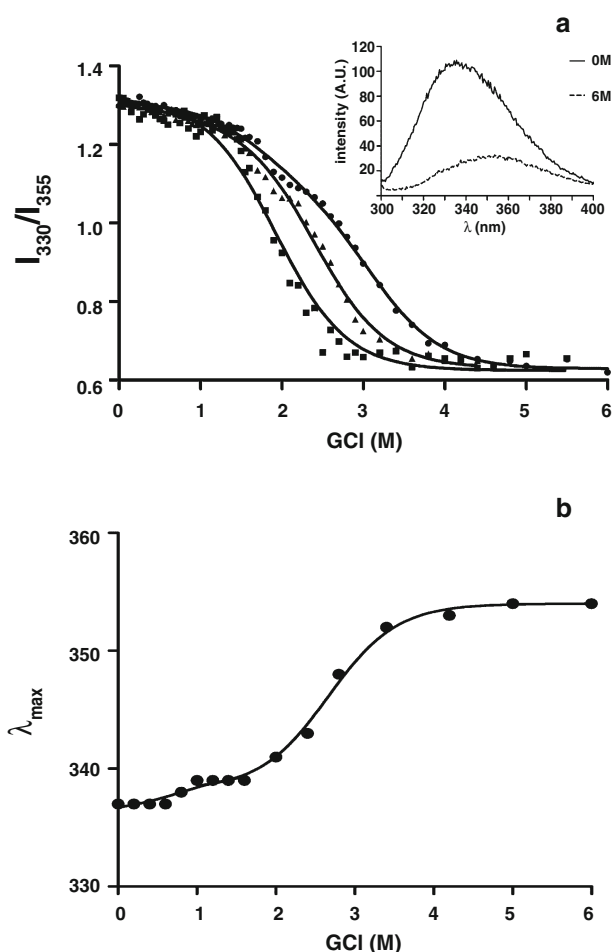 a
I330/I355
1.4
1.2
1.0
0.8
0.6
0 1 2 3 4 5 6
GCl (M)
intensity (A.U.)
120
100
80
60
40
20
300 320 340 360 380 400
λ (nm)
0M
6M
b
λmax
360
350
340
330
0 1 2 3 4 5 6
GCl (M)